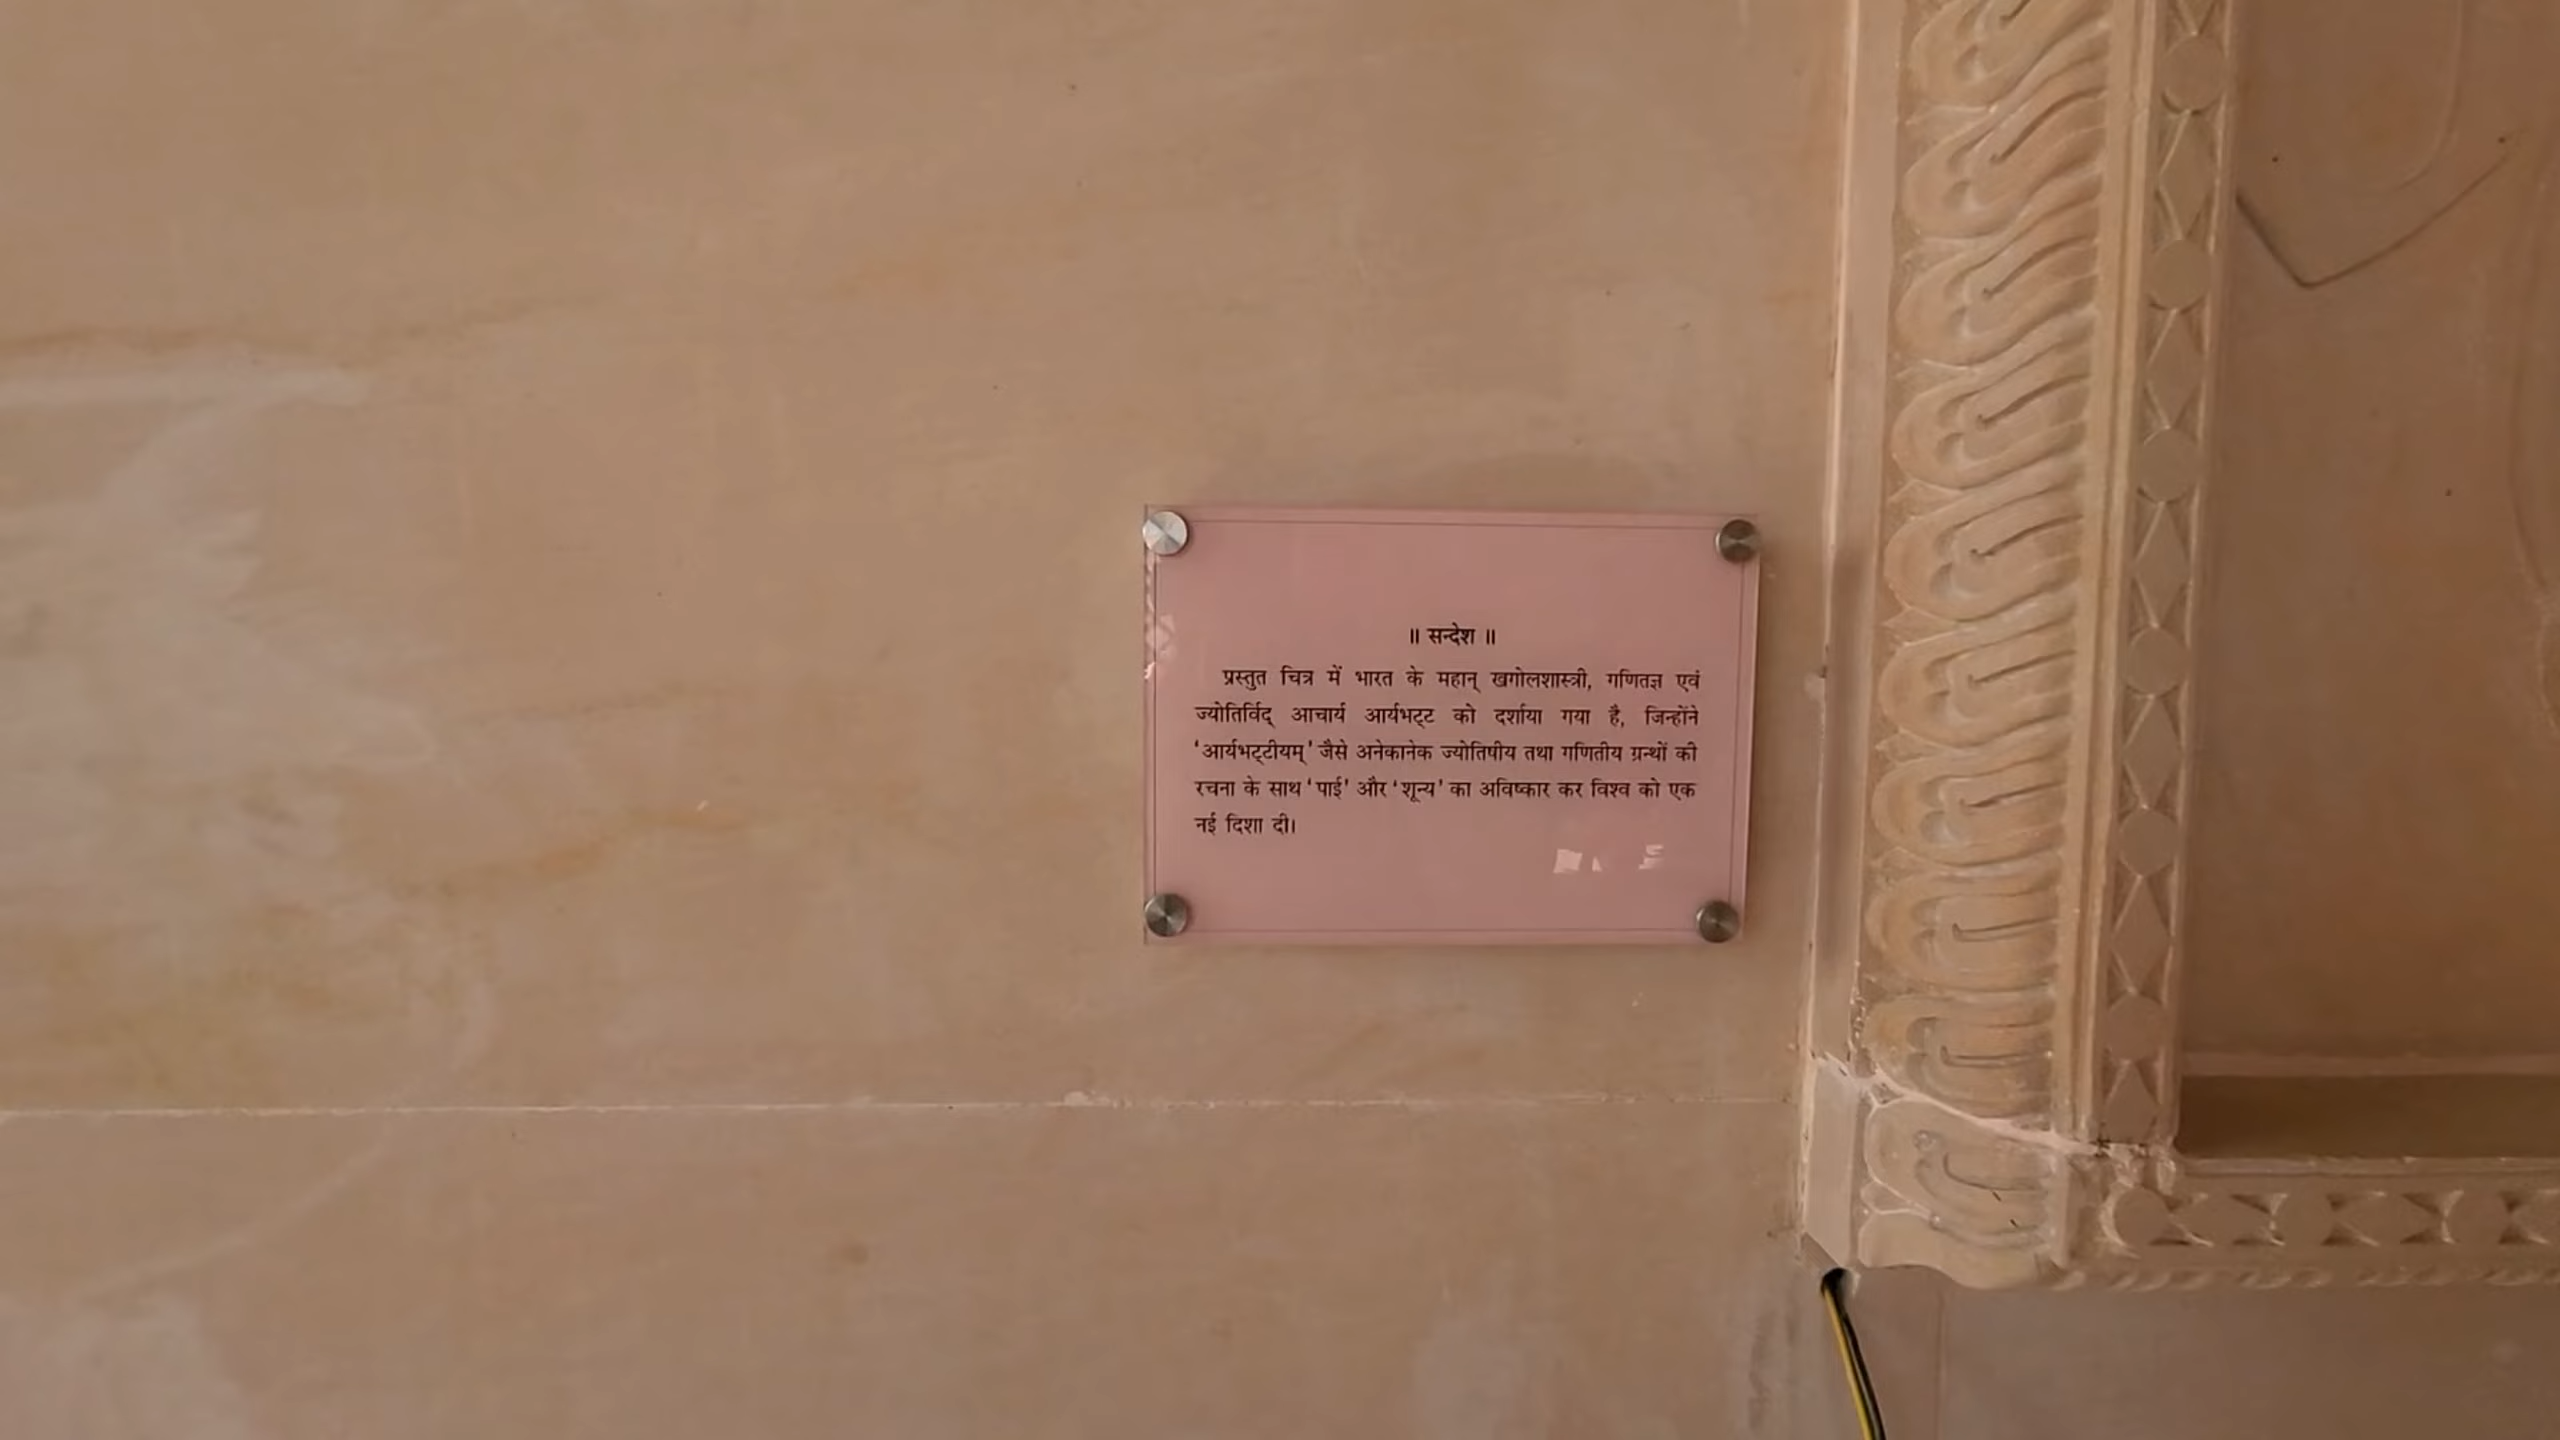 ॥ सन्देश ॥
प्रस्तुत चित्र में भारत के महान् खगोलशास्त्री, गणितज्ञ एवं
ज्योतिर्विद् आचार्य आर्यभट्ट को दर्शाया गया है, जिन्होंने
‘आर्यभट्टीयम्’ जैसे अनेकानेक ज्योतिषीय तथा गणितीय ग्रन्थों की
रचना के साथ ‘पाई’ और ‘शून्य’ का अविष्कार कर विश्व को एक
नई दिशा दी।